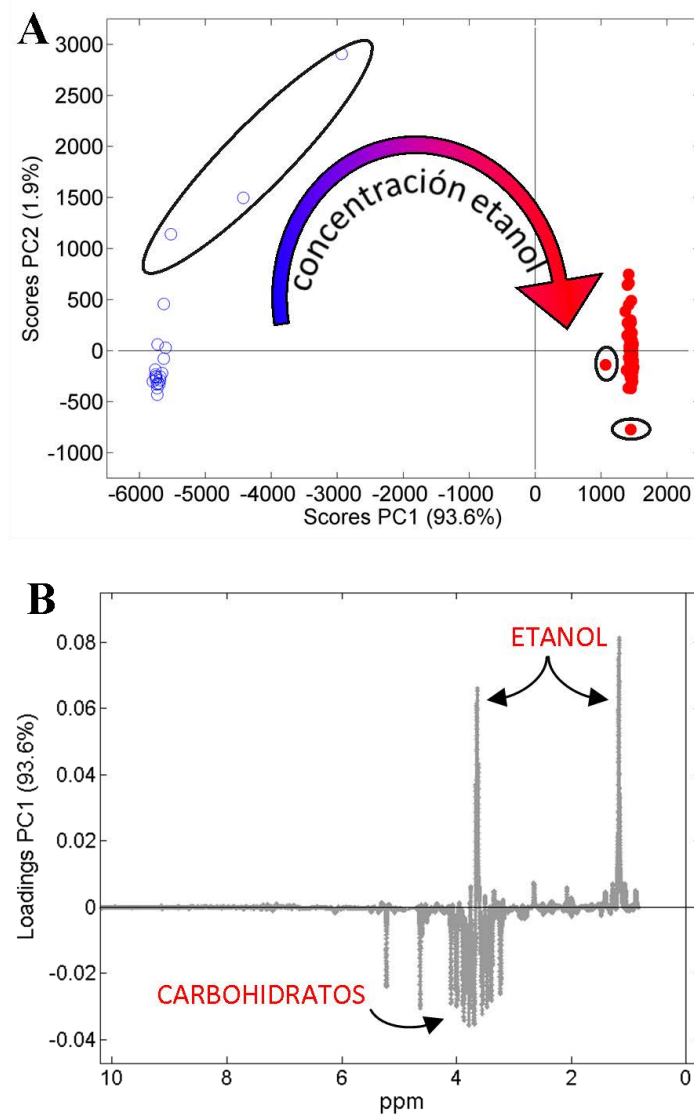 A
3000
2500
2000
1500
1000
500
0
-500
-1000
Scores PC2 (1.9%)
concentración etanol
-6000 -5000 -4000 -3000 -2000 -1000 0 1000 2000
Scores PC1 (93.6%)
B
ETANOL
0.08
0.06
0.04
0.02
0
-0.02
-0.04
Loadings PC1 (93.6%)
CARBOHIDRATOS
10 8 6 4 2 0
ppm